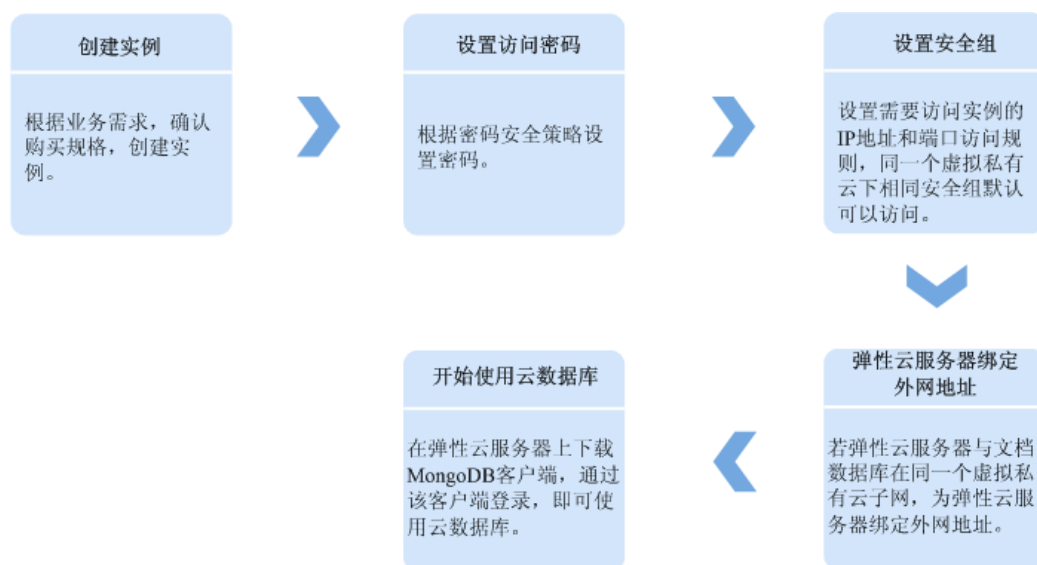 创建实例
根据业务需求，确认
购买规格，创建实
例。
设置访问密码
根据密码安全策略设
置密码。
设置安全组
设置需要访问实例的
IP地址和端口访问规
则，同一个虚拟私有
云下相同安全组默认
可以访问。
弹性云服务器绑定
外网地址
若弹性云服务器与文档
数据库在同一个虚拟私
有云子网，为弹性云服
务器绑定外网地址。
开始使用云数据库
在弹性云服务器上下载
MongoDB客户端，通过
该客户端登录，即可使
用云数据库。